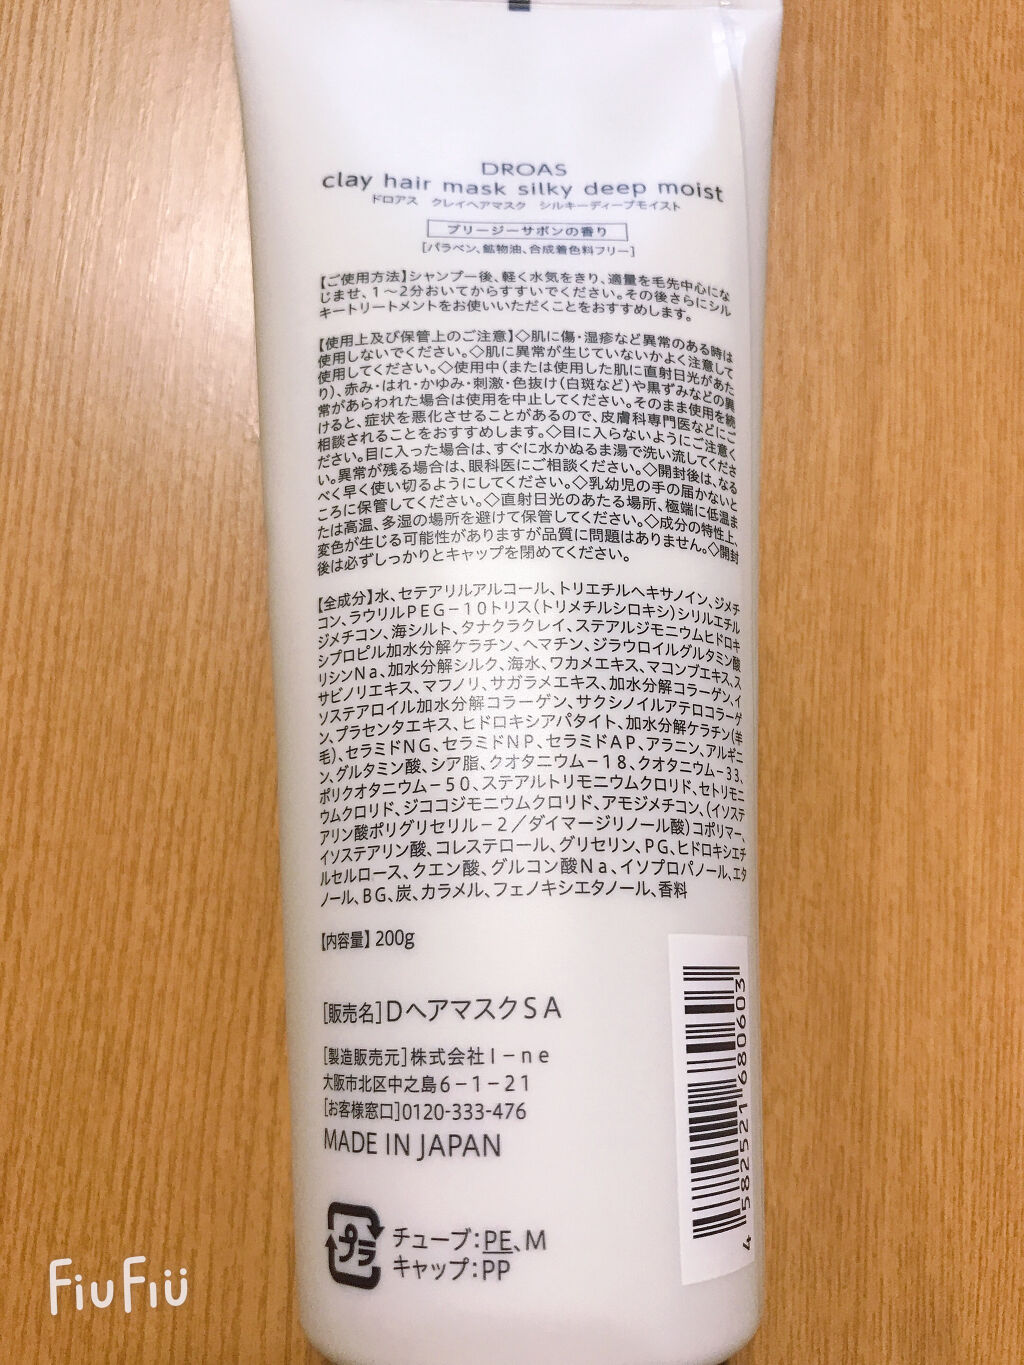 DROAS
clay hair mask silky deep moist
ドロアス クレイヘアマスク シルキーディープモイスト
ブリージーサボンの香り
[パラベン、鉱物油、合成着色料フリー]
【ご使用方法】シャンプー後、軽く水気をきり、適量を毛先中心にな
じませ、1～2分おいてからすすいでください。その後さらにシル
キートリートメントをお使いいただくことをおすすめします。
【使用上及び保管上のご注意】◇肌に傷・湿疹など異常のある時は
使用しないでください。◇肌に異常が生じていないかよく注意して
使用してください。◇使用中(または使用した肌に直射日光があた
り)、赤み・はれ・かゆみ・刺激・色抜け(白斑など)や黒ずみなどの異
常があらわれた場合は使用を中止してください。そのまま使用を続
けると、症状を悪化させることがあるので、皮膚科専門医などにご
相談されることをおすすめします。◇目に入らないようにご注意く
ださい。目に入った場合は、すぐに水かぬるま湯で洗い流してくださ
い。異常が残る場合は、眼科医にご相談ください。◇開封後は、なる
べく早く使い切るようにしてください。◇乳幼児の手の届かないと
ころに保管してください。◇直射日光のあたる場所、極端に低温ま
たは高温、多湿の場所を避けて保管してください。◇成分の特性上、
変色が生じる可能性がありますが品質に問題はありません。◇開封
後は必ずしっかりとキャップを閉めてください。
【全成分】水、セテアリルアルコール、トリエチルヘキサノイン、ジメチ
コン、ラウリルPEG－10トリス(トリメチルシロキシ)シリルエチル
ジメチコン、海シルト、タナクラクレイ、ステアルジモニウムヒドロキ
シプロピル加水分解ケラチン、ヘマチン、ジラウロイルグルタミン酸
リシンNa、加水分解シルク、海水、ワカメエキス、マコンブエキス、ス
サビノリエキス、マフノリ、サガラメエキス、加水分解コラーゲン、イ
ソステアロイル加水分解コラーゲン、サクシノイルアテロコラーゲ
ン、プラセンタエキス、ヒドロキシアパタイト、加水分解ケラチン(羊
毛)、セラミドNG、セラミドNP、セラミドAP、アラニン、アルギニ
ン、グルタミン酸、シア脂、クオタニウム－18、クオタニウム－33、
ポリクオタニウム－50、ステアルトリモニウムクロリド、セトリモニ
ウムクロリド、ジココジモニウムクロリド、アモジメチコン、(イソステ
アリン酸ポリグリセリル－2／ダイマージリノール酸)コポリマー、
イソステアリン酸、コレステロール、グリセリン、PG、ヒドロキシエチ
ルセルロース、クエン酸、グルコン酸Na、イソプロパノール、エタ
ノール、BG、炭、カラメル、フェノキシエタノール、香料
【内容量】200g
[販売名]DヘアマスクSA
[製造販売元]株式会社I－ne
大阪市北区中之島6－1－21
[お客様窓口]0120-333-476
MADE IN JAPAN
プラ
チューブ:PE、M
キャップ:PP
4 582521 680603
FiuFiü